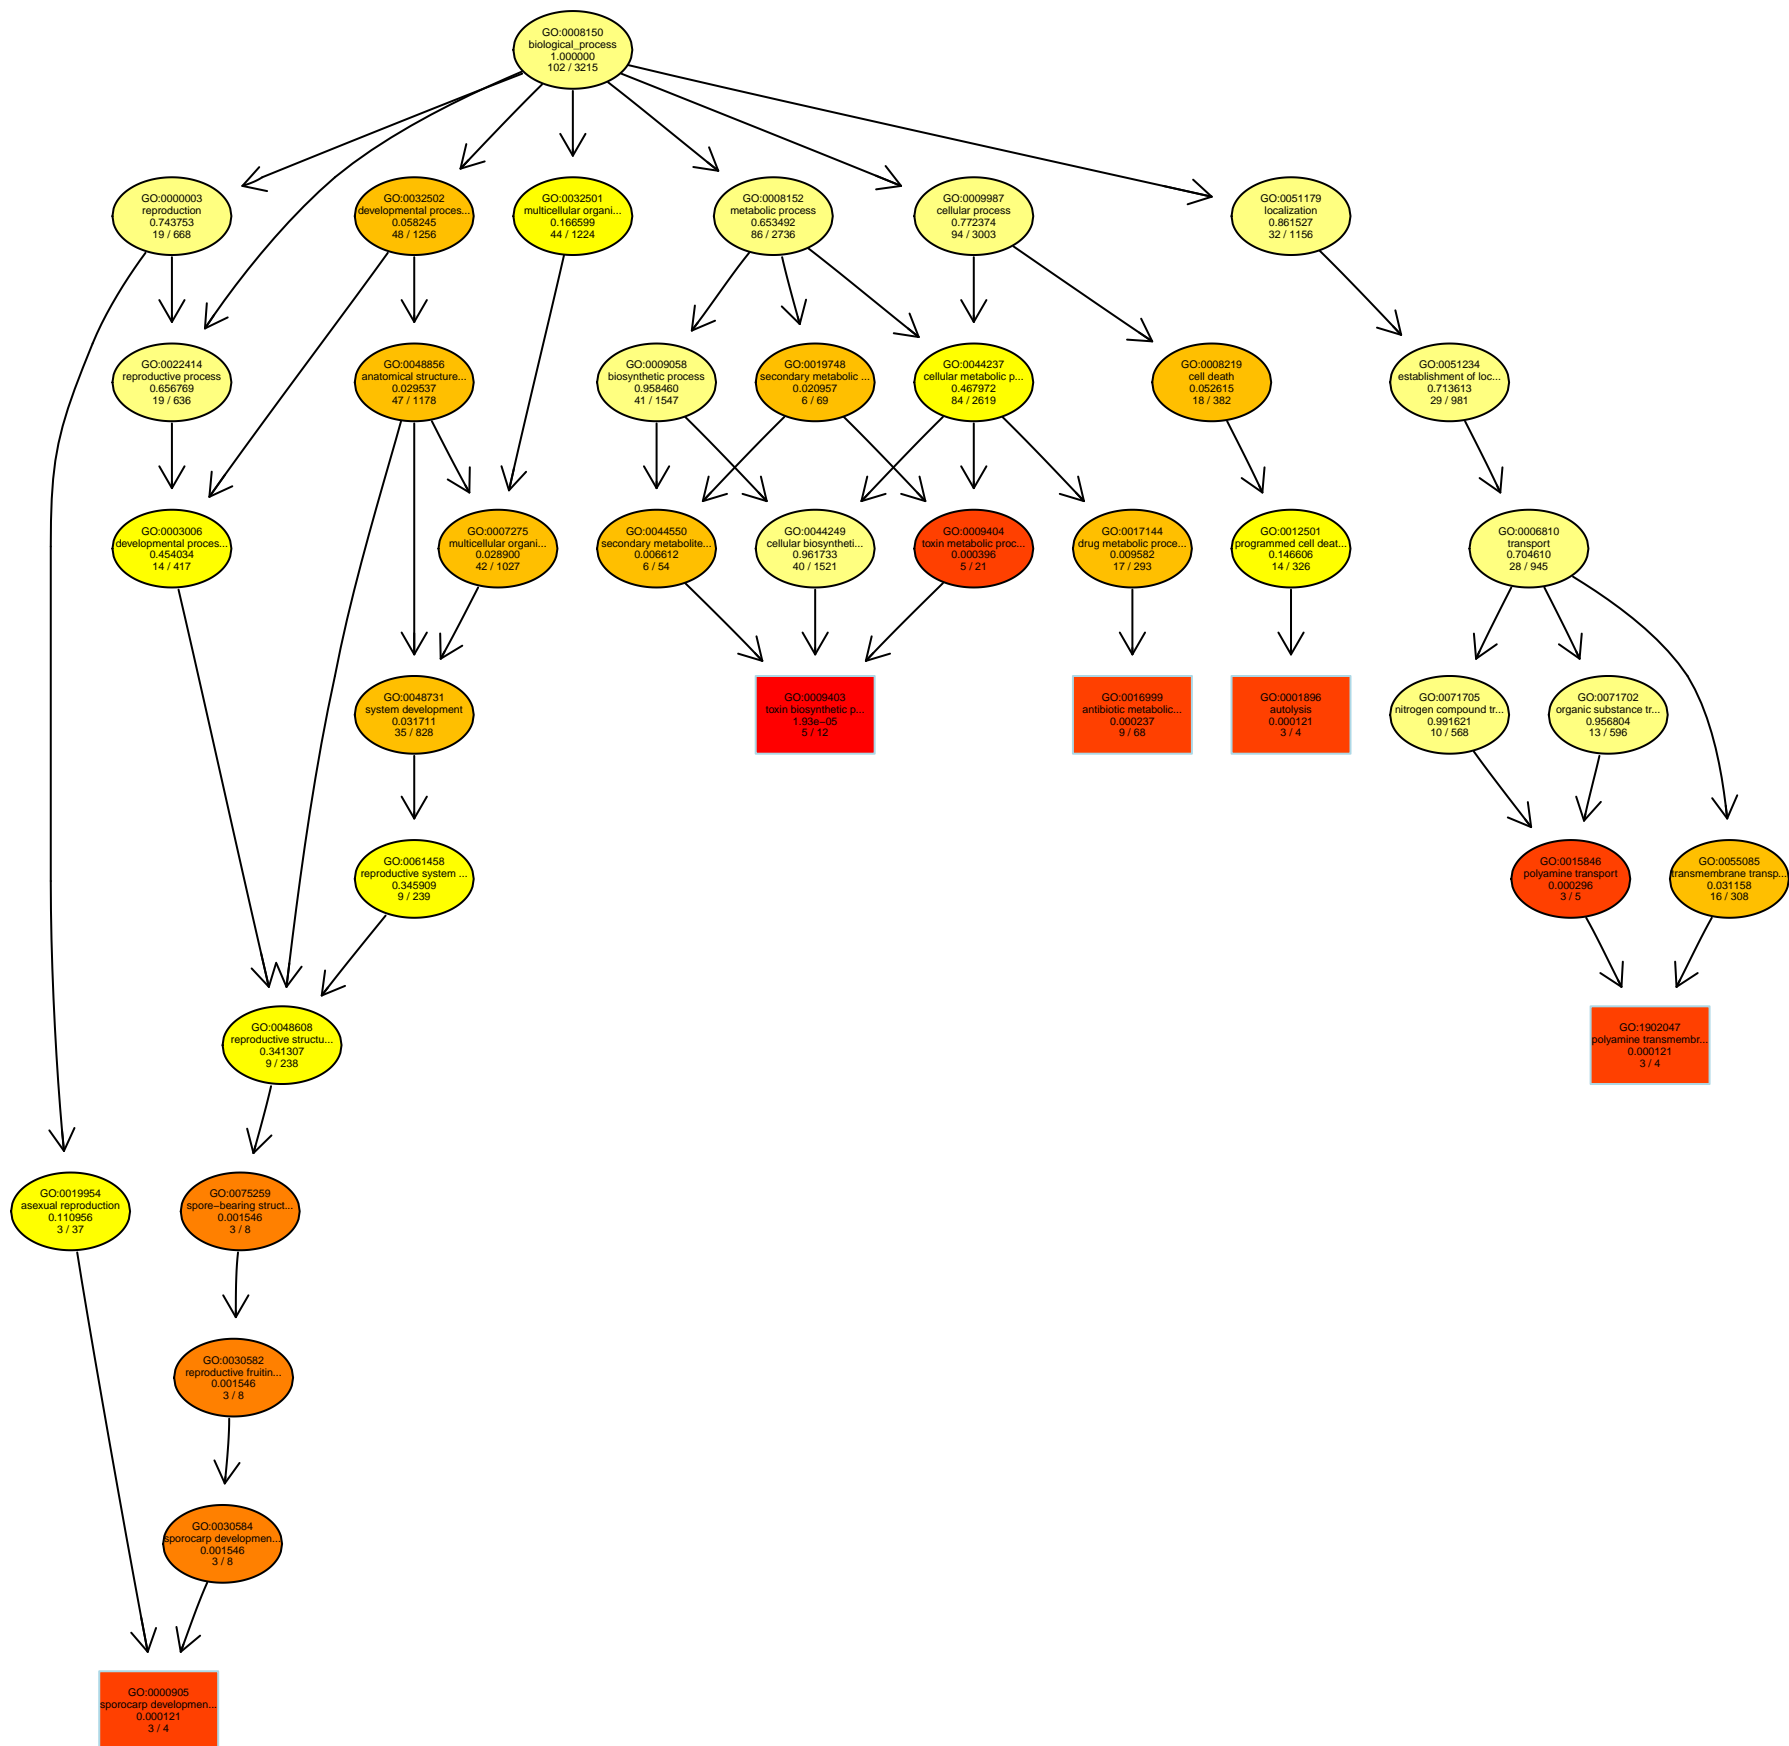 GO:0008150
biological_process
1.000000
102 / 3215
GO:0000003
reproduction
0.743753
19 / 668
GO:0032502
developmental proces...
0.058245
48 / 1256
GO:0032501
multicellular organi...
0.166599
44 / 1224
GO:0008152
metabolic process
0.653492
86 / 2736
GO:0009987
cellular process
0.772374
94 / 3003
GO:0051179
localization
0.861527
32 / 1156
GO:0022414
reproductive process
0.656769
19 / 636
GO:0048856
anatomical structure...
0.029537
47 / 1178
GO:0009058
biosynthetic process
0.958460
41 / 1547
GO:0019748
secondary metabolic ...
0.020957
6 / 69
GO:0044237
cellular metabolic p...
0.467972
84 / 2619
GO:0008219
cell death
0.052615
18 / 382
GO:0051234
establishment of loc...
0.713613
29 / 981
GO:0003006
developmental proces...
0.454034
14 / 417
GO:0007275
multicellular organi...
0.028900
42 / 1027
GO:0044550
secondary metabolite...
0.006612
6 / 54
GO:0044249
cellular biosyntheti...
0.961733
40 / 1521
GO:0009404
toxin metabolic proc...
0.000396
5 / 21
GO:0017144
drug metabolic proce...
0.009582
17 / 293
GO:0012501
programmed cell deat...
0.146606
14 / 326
GO:0006810
transport
0.704610
28 / 945
GO:0048731
system development
0.031711
35 / 828
GO:0009403
toxin biosynthetic p...
1.93e−05
5 / 12
GO:0016999
antibiotic metabolic...
0.000237
9 / 68
GO:0001896
autolysis
0.000121
3 / 4
GO:0071705
nitrogen compound tr...
0.991621
10 / 568
GO:0071702
organic substance tr...
0.956804
13 / 596
GO:0061458
reproductive system ...
0.345909
9 / 239
GO:0015846
polyamine transport
0.000296
3 / 5
GO:0055085
transmembrane transp...
0.031158
16 / 308
GO:0048608
reproductive structu...
0.341307
9 / 238
GO:1902047
polyamine transmembr...
0.000121
3 / 4
GO:0019954
asexual reproduction
0.110956
3 / 37
GO:0075259
spore−bearing struct...
0.001546
3 / 8
GO:0030582
reproductive fruitin...
0.001546
3 / 8
GO:0030584
sporocarp developmen...
0.001546
3 / 8
GO:0000905
sporocarp developmen...
0.000121
3 / 4